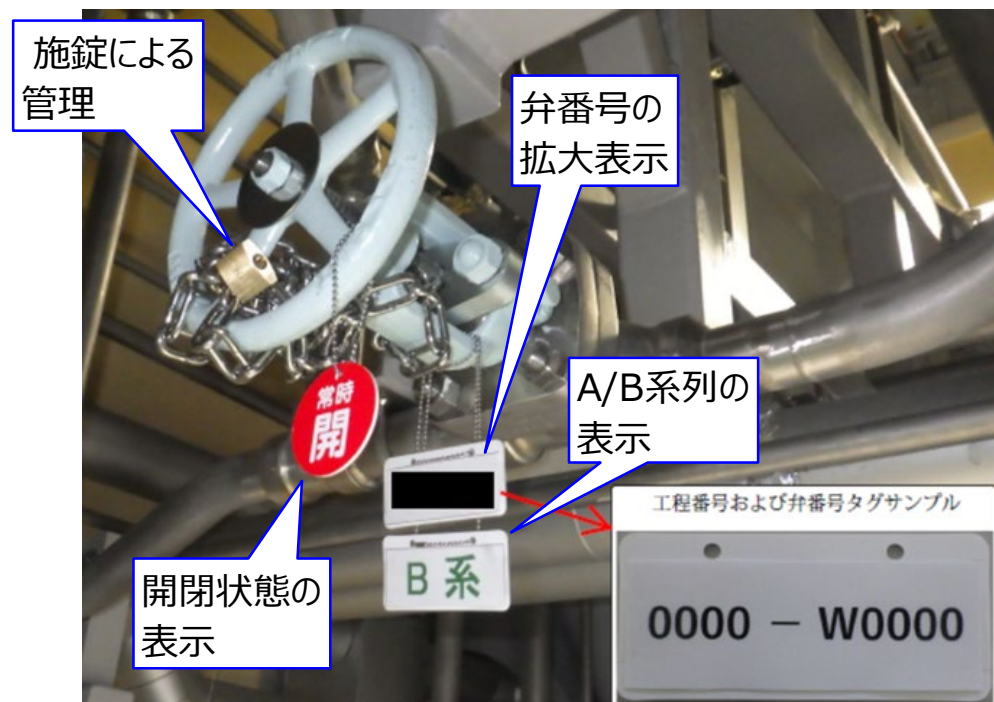 施錠による
管理
弁番号の
拡大表示
A/B系列の
表示
常時
開
B 系
開閉状態の
表示
工程番号および弁番号タグサンプル
0000 － W0000